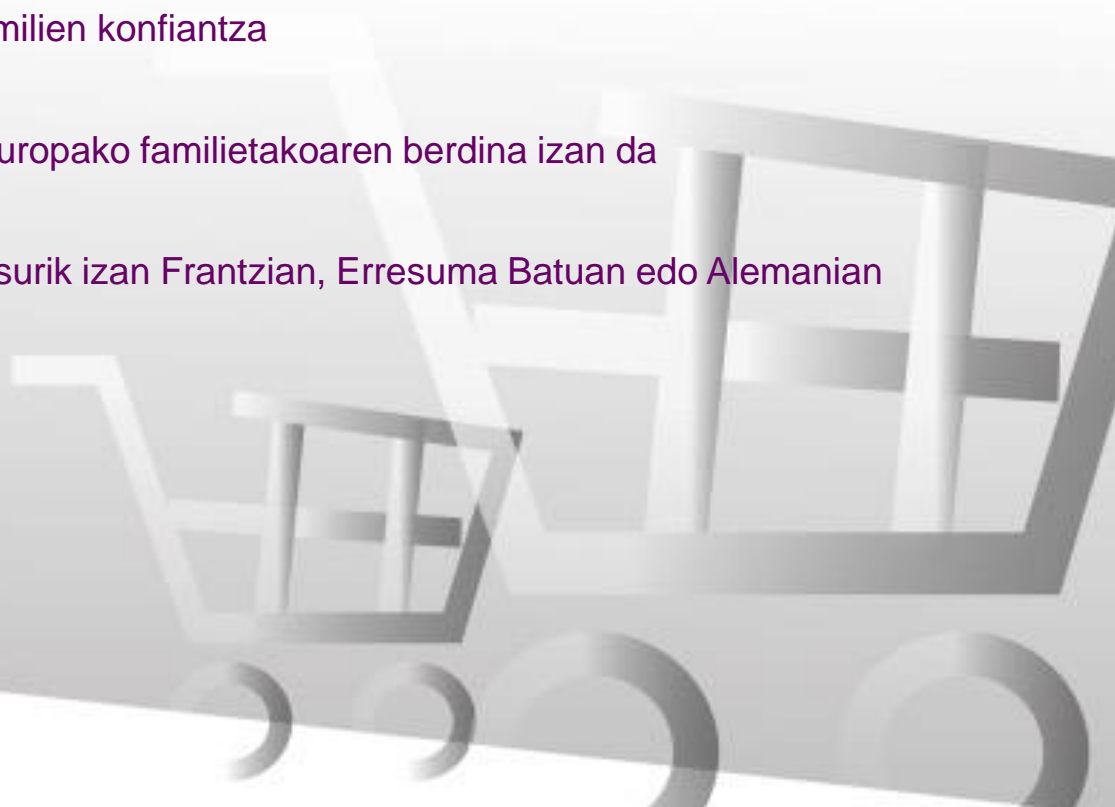 milien konfiantza
uropako familietakoaren berdina izan da
surik izan Frantzian, Erresuma Batuan edo Alemanian